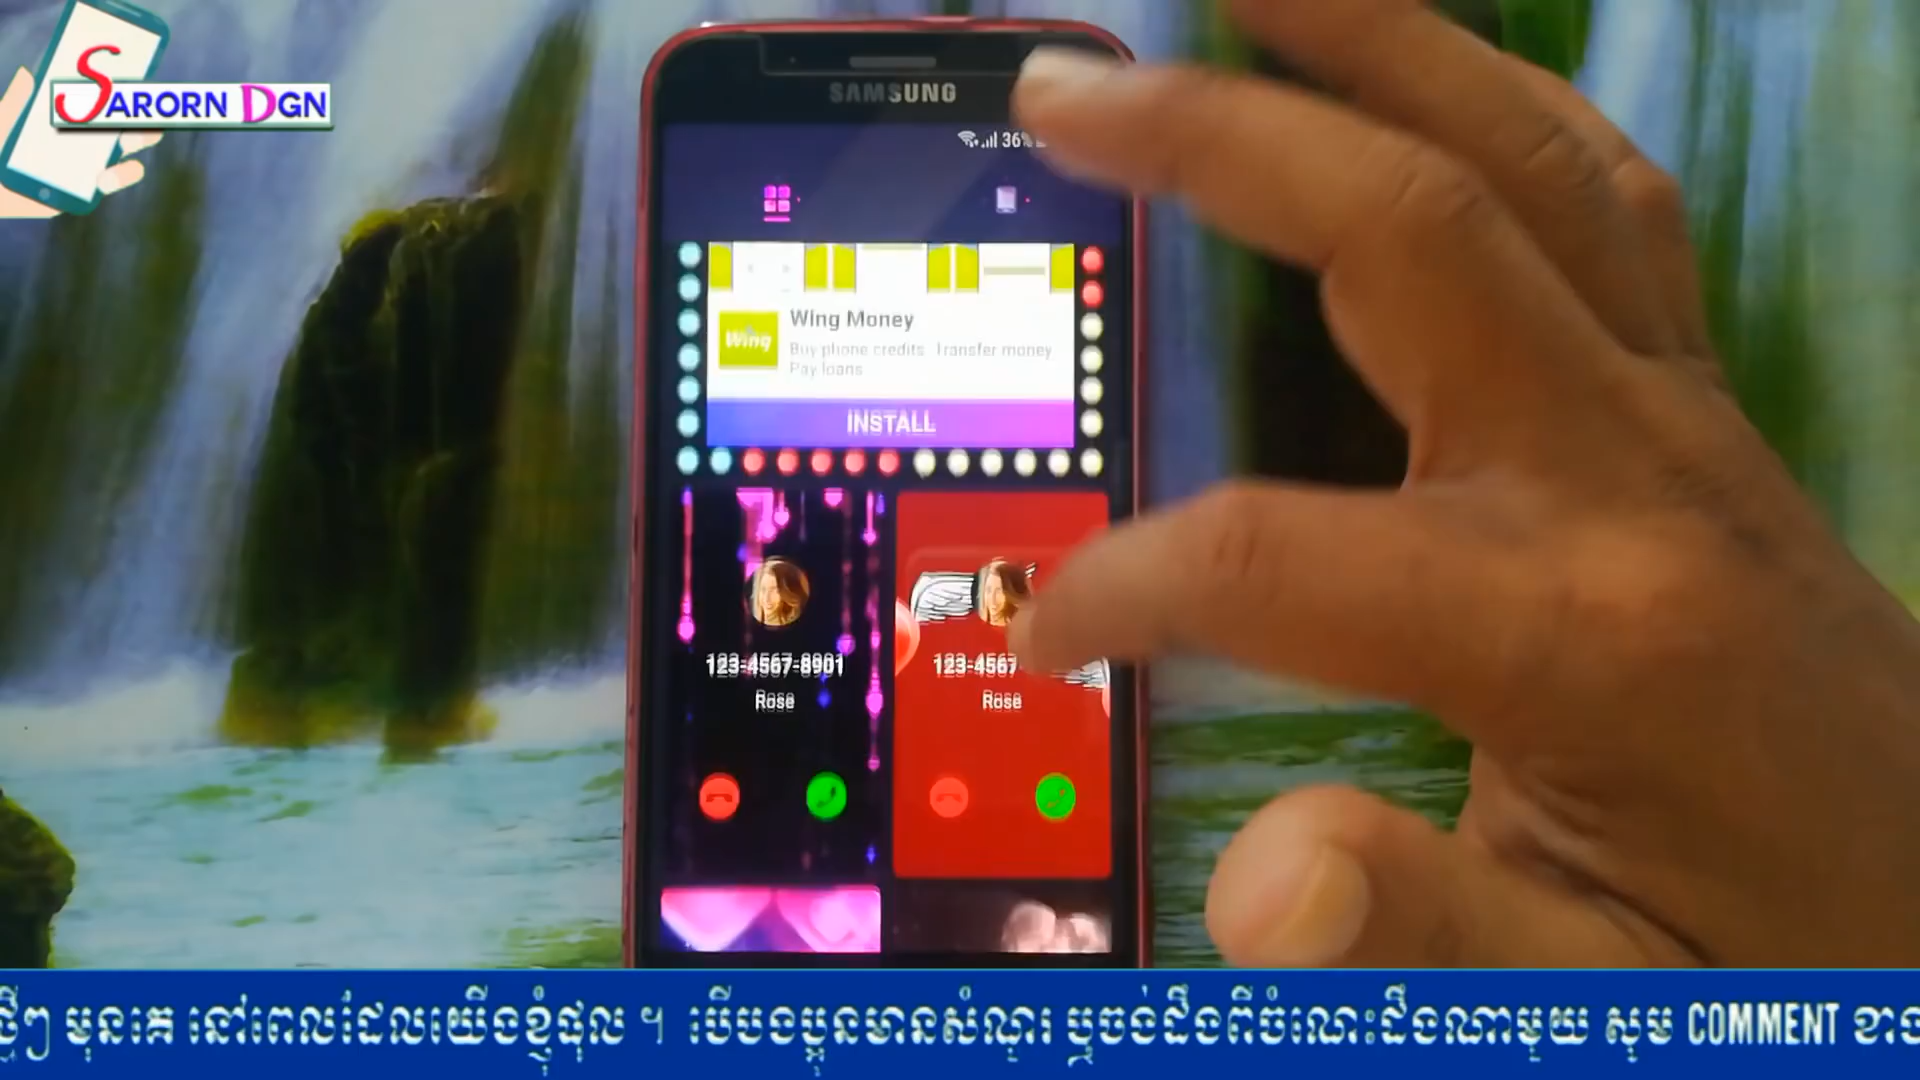 SARORN DGN
SAMSUNG
36%
Wing Money
Wing
Buy phone credits Transfer money
Pay loans
INSTALL
123-4567-8901
Rose
123-4567
Rose
ថ្មីៗ មុនគេ នៅពេលដែលយើងខ្ញុំផុស ។ បើបងប្អូនមានសំណួរ ឬចង់ដឹងពីចំណេះដឹងណាមួយ សូម COMMENT ខាង